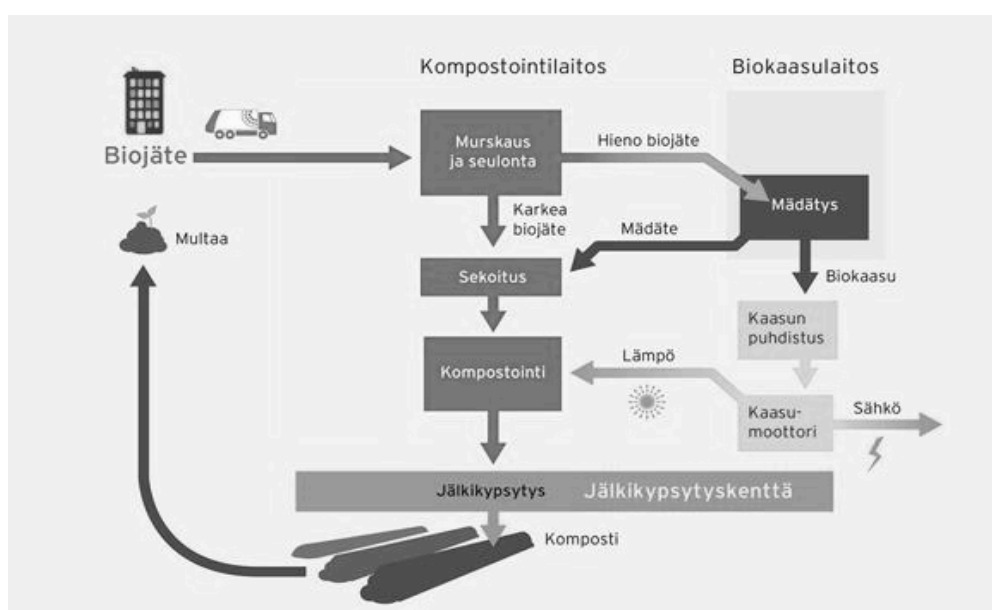 Kompostointilaitos
Biokaasulaitos
Biojäte
Murskaus
ja seulonta
Hieno biojäte
Mädätys
Karkea
biojäte
Mädäte
Multaa
Sekoitus
Biokaasu
Kaasun
puhdistus
Lämpö
Kompostointi
Kaasu-
moottori
Sähkö
Jälkikypsytys
Jälkikypsytyskenttä
Komposti